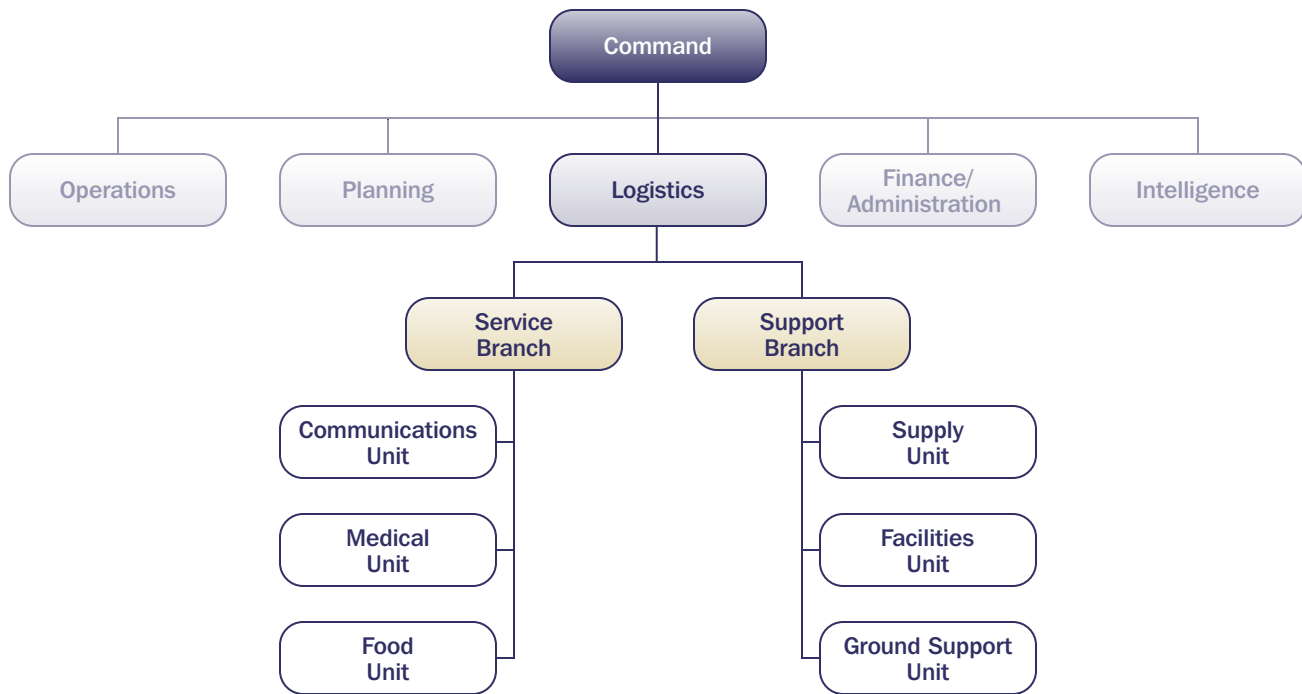 Command
Operations
Planning
Logistics
Finance/
Administration
Intelligence
Service
Branch
Support
Branch
Communications
Unit
Supply
Unit
Medical
Unit
Facilities
Unit
Food
Unit
Ground Support
Unit